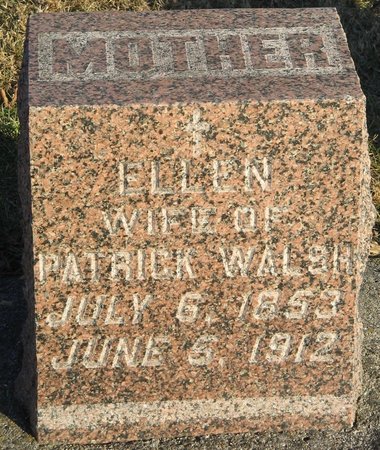 MOTHER
ELLEN
WIFE OF
PATRICK WALSH
JULY 6, 1853
JUNE 5, 1912